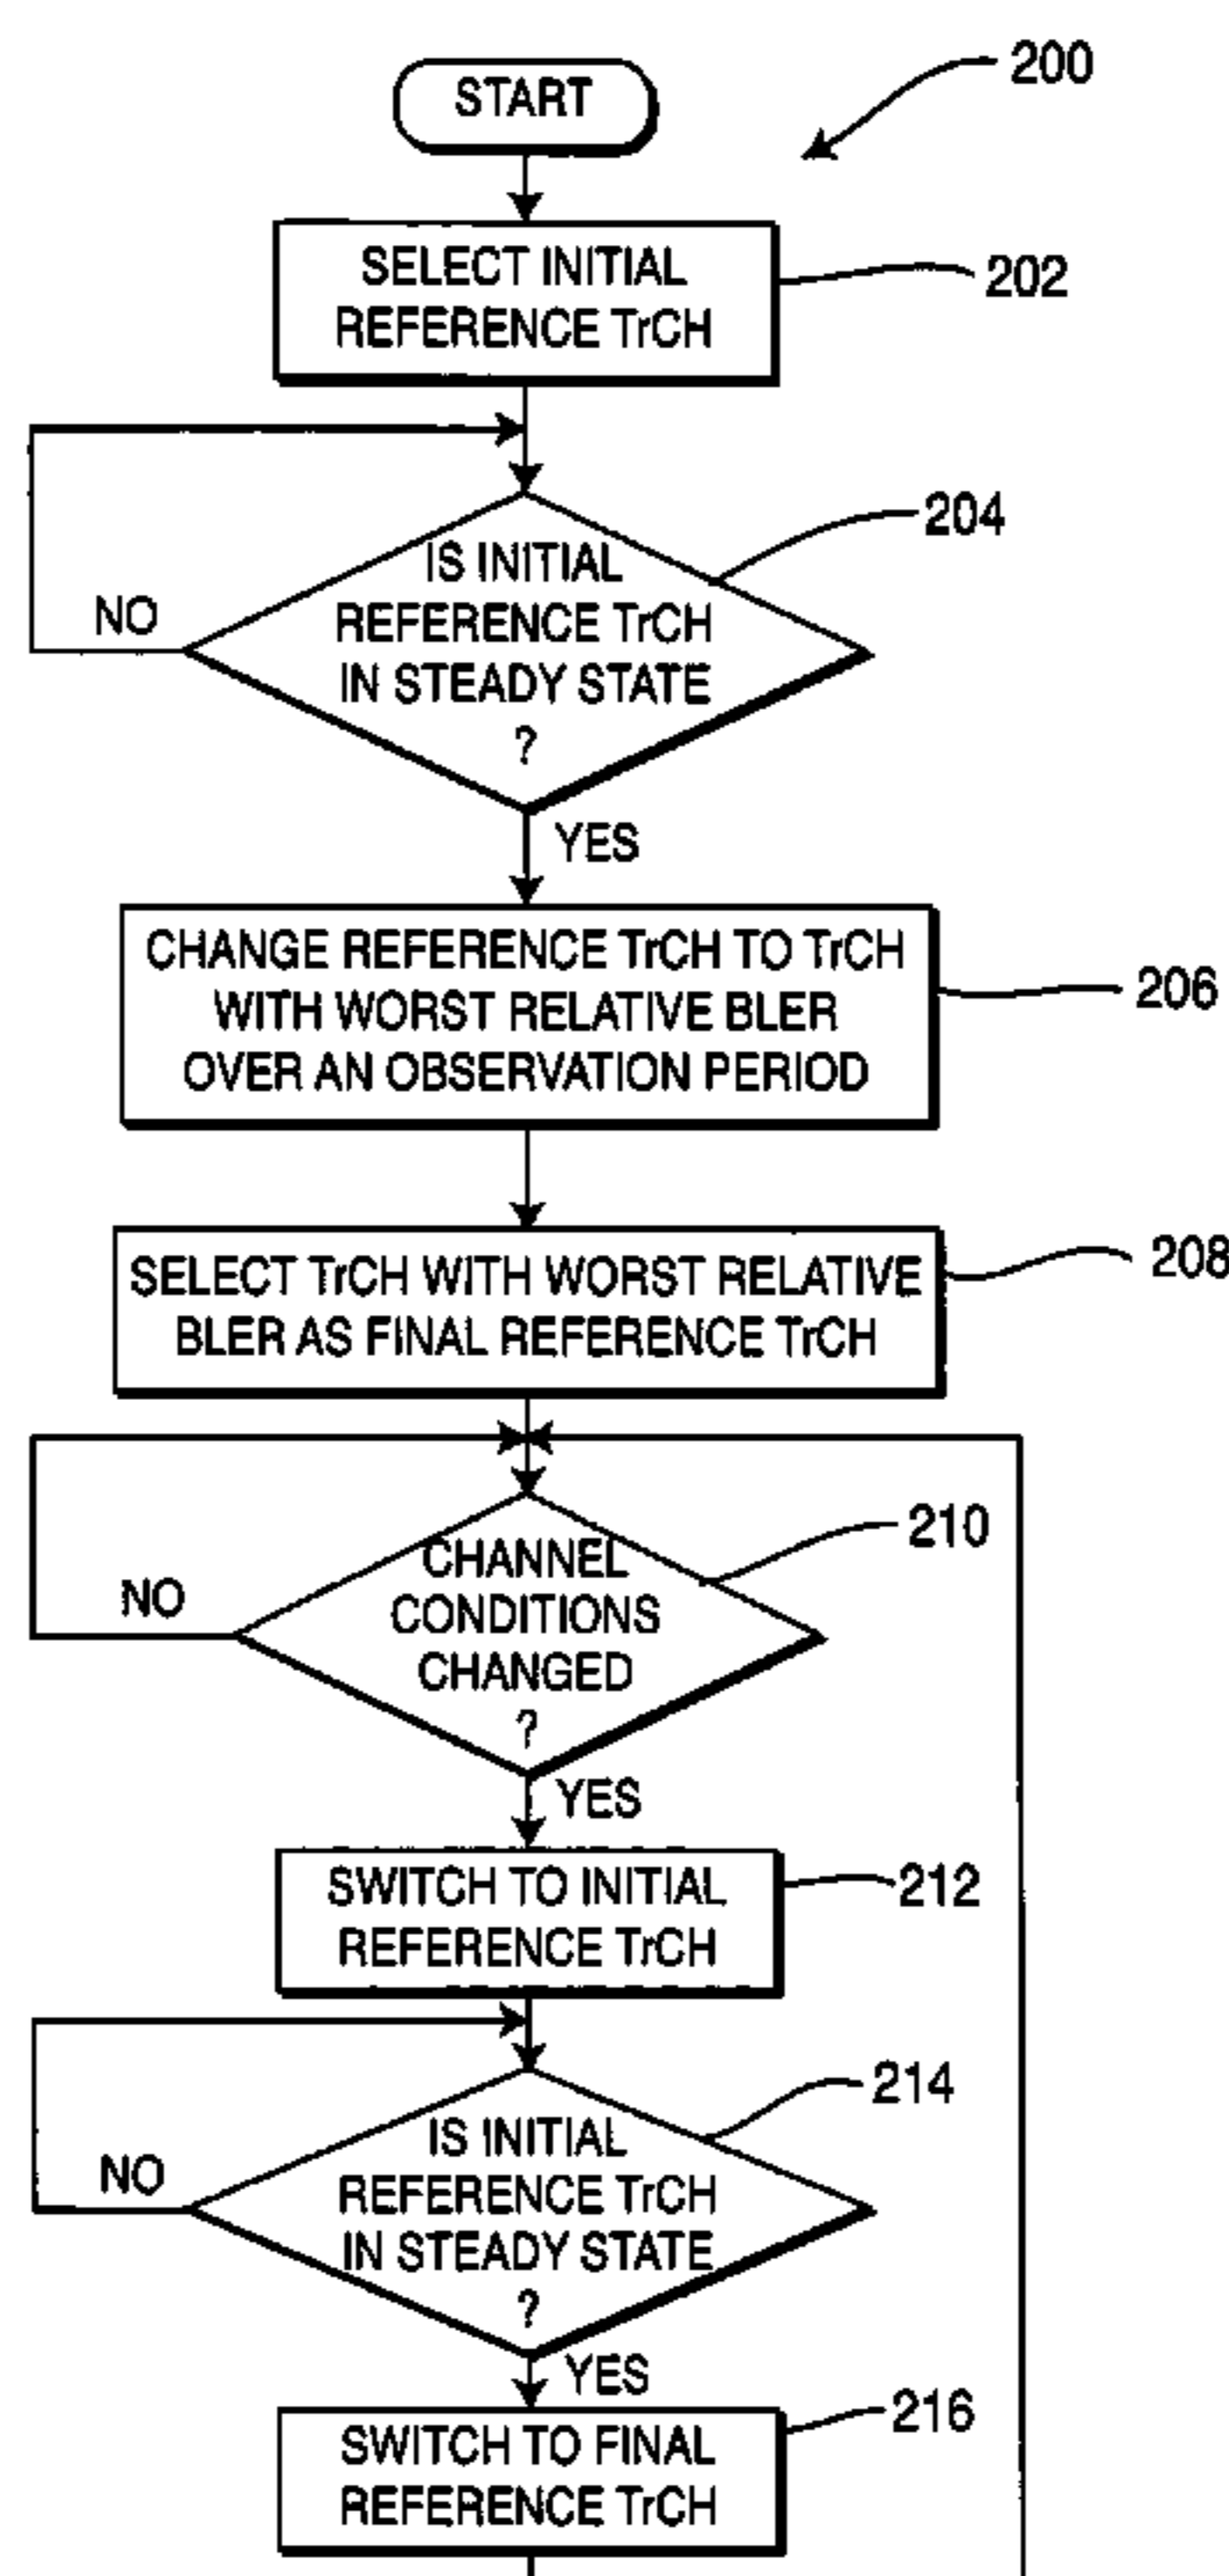 START
200
SELECT INITIAL
REFERENCE TrCH
202
IS INITIAL
REFERENCE TrCH
IN STEADY STATE
?
204
NO
YES
CHANGE REFERENCE TrCH TO TrCH
WITH WORST RELATIVE BLER
OVER AN OBSERVATION PERIOD
206
SELECT TrCH WITH WORST RELATIVE
BLER AS FINAL REFERENCE TrCH
208
CHANNEL
CONDITIONS
CHANGED
?
210
NO
YES
SWITCH TO INITIAL
REFERENCE TrCH
212
IS INITIAL
REFERENCE TrCH
IN STEADY STATE
?
214
NO
YES
SWITCH TO FINAL
REFERENCE TrCH
216